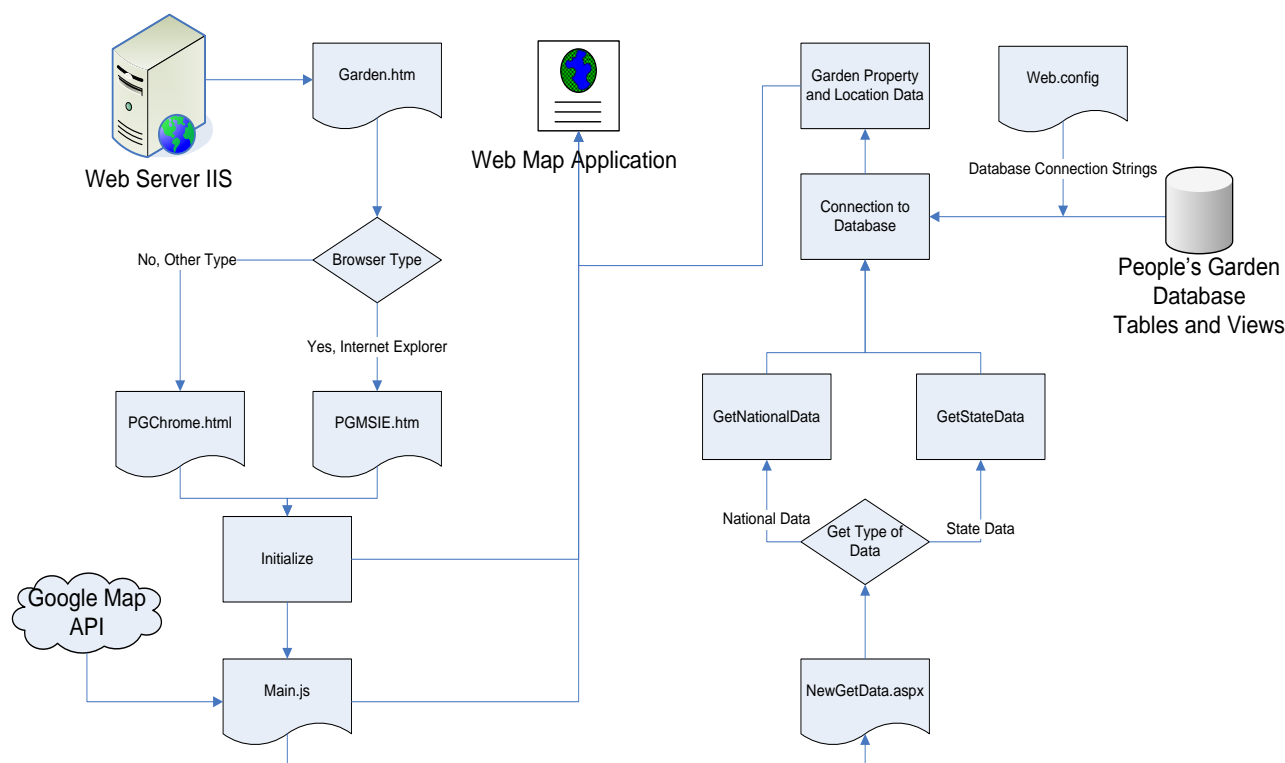 Garden.htm
Web Server IIS
Web Map Application
Garden Property
and Location Data
Web.config
Database Connection Strings
Connection to
Database
People's Garden
Database
Tables and Views
No, Other Type
Browser Type
Yes, Internet Explorer
PGChrome.html
PGMSIE.htm
GetNationalData
GetStateData
National Data
Get Type of
Data
State Data
Initialize
Google Map
API
Main.js
NewGetData.aspx